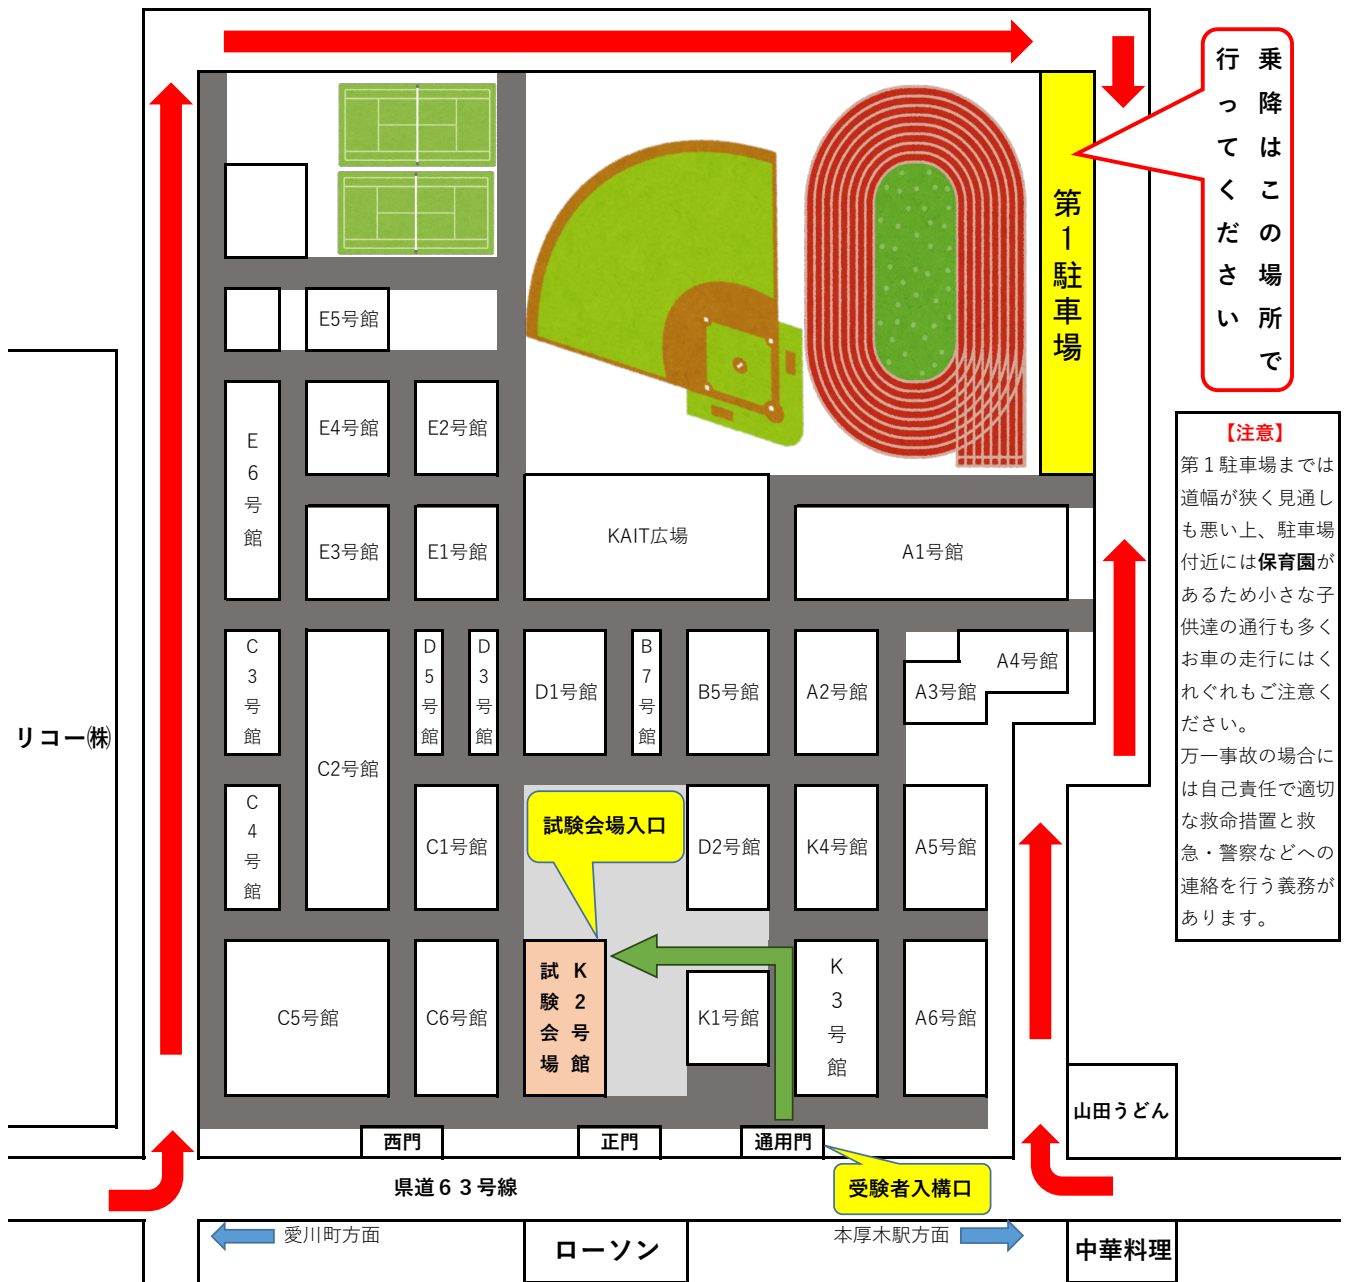 乗降はこの場所で
行ってください
第1駐車場
E5号館
E6号館
E4号館
E2号館
E3号館
E1号館
KAIT広場
A1号館
【注意】
第１駐車場までは
道幅が狭く見通し
も悪い上、駐車場
付近には保育園が
あるため小さな子
供達の通行も多く
お車の走行にはく
れぐれもご注意く
ださい。
万一事故の場合に
は自己責任で適切
な救命措置と救
急・警察などへの
連絡を行う義務が
あります。
リコー㈱
C3号館
C2号館
D5号館
D3号館
D1号館
B7号館
B5号館
A2号館
A3号館
A4号館
C4号館
C1号館
試験会場入口
D2号館
K4号館
A5号館
C5号館
C6号館
K2号館
試験会場
K1号館
K3号館
A6号館
山田うどん
西門
正門
通用門
受験者入構口
県道６３号線
愛川町方面
ローソン
本厚木駅方面
中華料理